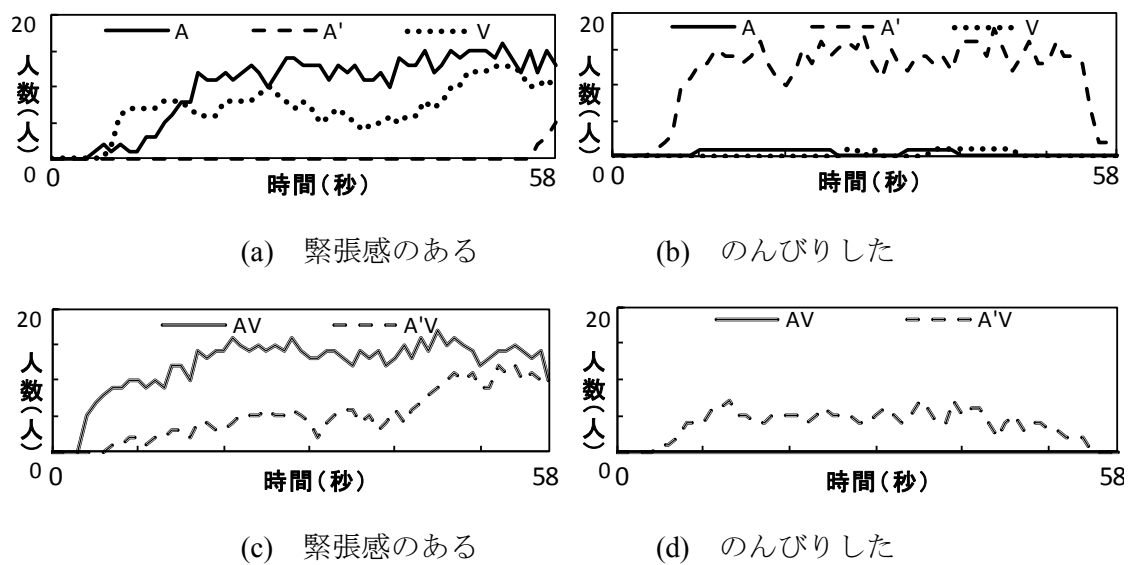 20 A A' V
人数(人)
0 0 時間(秒) 58
(a) 緊張感のある
20 A A' V
人数(人)
0 0 時間(秒) 58
(b) のんびりした
20 AV A'V
人数(人)
0 0 時間(秒) 58
(c) 緊張感のある
20 AV A'V
人数(人)
0 0 時間(秒) 58
(d) のんびりした